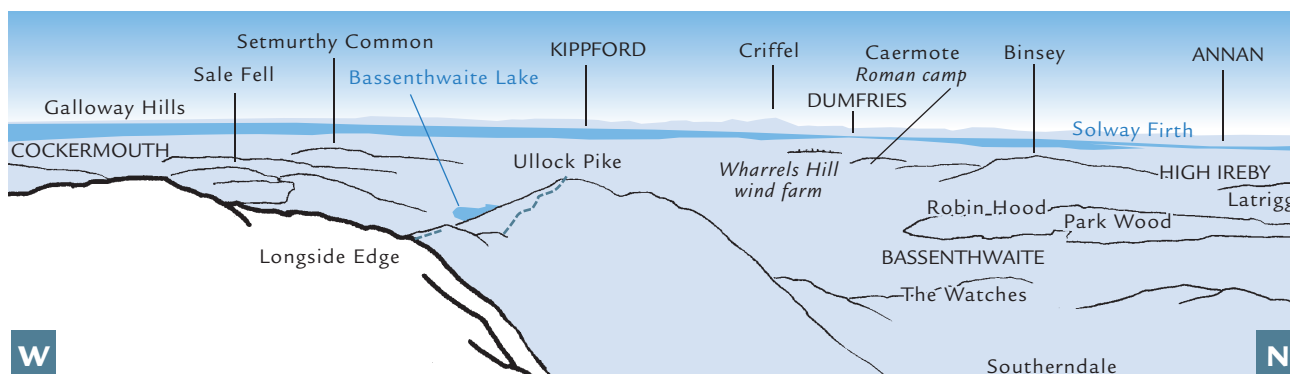 Setmurthy Common
KIPPFORD
Criffel
Caermote
Roman camp
Binsey
ANNAN
Sale Fell
Bassenthwaite Lake
DUMFRIES
Galloway Hills
Solway Firth
COCKERMOUTH
Ullock Pike
Wharrels Hill
wind farm
HIGH IREBY
Latrigg
Robin Hood
Park Wood
Longside Edge
BASSENTHWAITE
The Watches
Southerndale
W
N